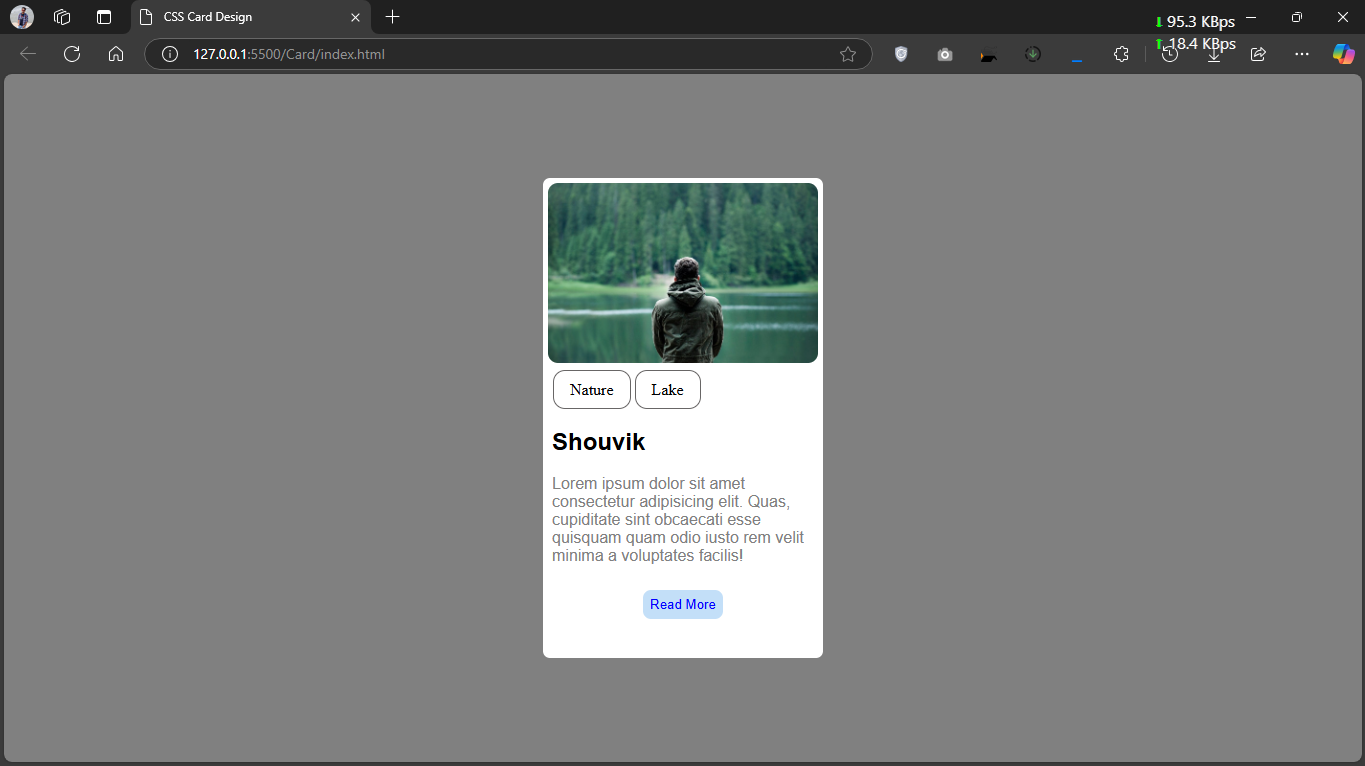 CSS Card Design
95.3 KBps
127.0.0.1:5500/Card/index.html
18.4 KBps
Nature
Lake
Shouvik
Lorem ipsum dolor sit amet
consectetur adipisicing elit. Quas,
cupiditate sint obcaecati esse
quisquam quam odio iusto rem velit
minima a voluptates facilis!
Read More